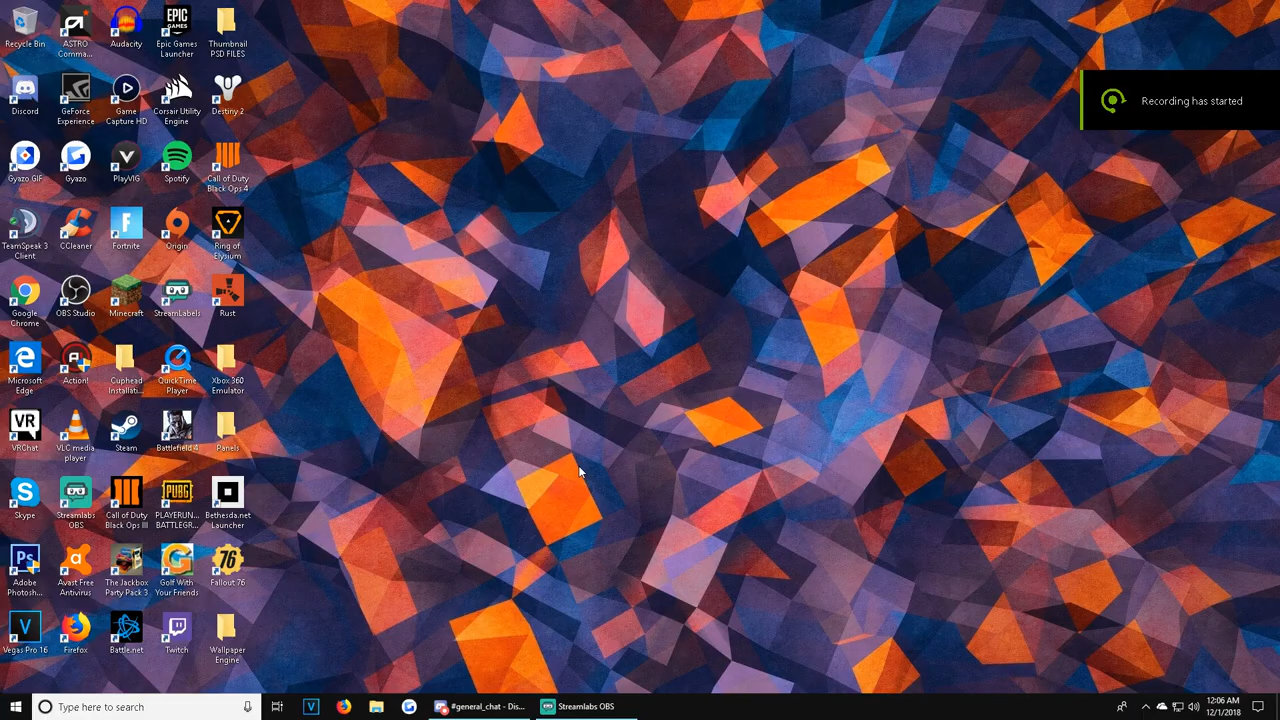 Recycle Bin
ASTRO
Comma...
Audacity
EPIC
GAMES
Epic Games
Launcher
Thumbnail
PSD FILES
Discord
GeForce
Experience
Game
Capture HD
Corsair Utility
Engine
Destiny 2
Gyazo GIF
Gyazo
PlayVIG
Spotify
Call of Duty
Black Ops 4
TeamSpeak 3
Client
CCleaner
Fortnite
Origin
Ring of
Elysium
Google
Chrome
OBS Studio
Minecraft
StreamLabels
Rust
Microsoft
Edge
Action!
Cuphead
Installati...
QuickTime
Player
Xbox 360
Emulator
VR
VRChat
VLC media
player
Steam
Battlefield 4
Panels
Skype
Streamlabs
OBS
Call of Duty
Black Ops III
PUBG
PLAYERUN...
BATTLEGR...
Bethesda.net
Launcher
Ps
Adobe
Photosh...
Avast Free
Antivirus
The Jackbox
Party Pack 3
Golf With
Your Friends
76
Fallout 76
V
Vegas Pro 16
Firefox
Battle.net
Twitch
Wallpaper
Engine
Recording has started
Type here to search
V
#general_chat - Dis...
Streamlabs OBS
12:06 AM
12/1/2018